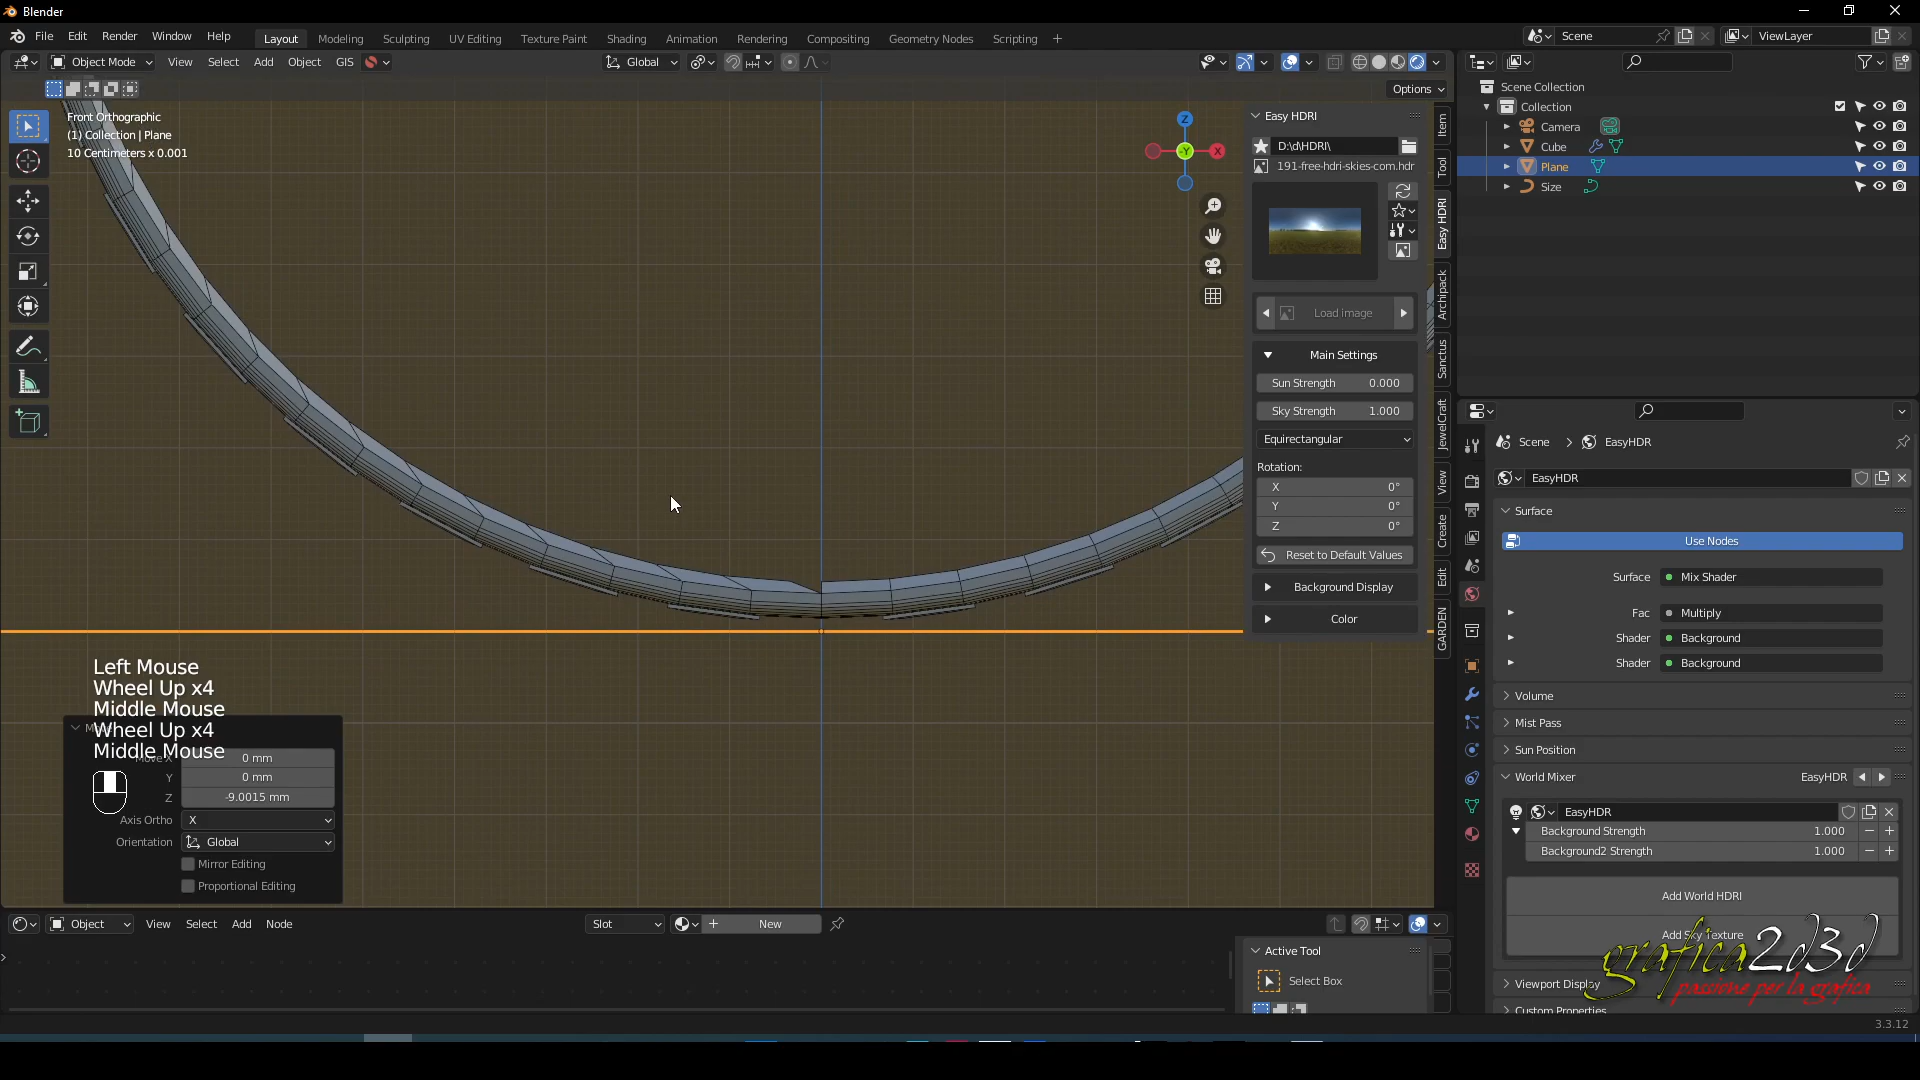 Blender
File Edit Render Window Help
Layout Modeling Sculpting UV Editing Texture Paint Shading Animation Rendering Compositing Geometry Nodes Scripting +
Scene
ViewLayer
Object Mode View Select Add Object GIS
Global
Options
Front Orthographic
(1) Collection | Plane
10 Centimeters x 0.001
Z
-Y
X
Easy HDRI
D:\d\HDRI\
191-free-hdri-skies-com.hdr
Load image
Main Settings
Sun Strength 0.000
Sky Strength 1.000
Equirectangular
Rotation:
X 0°
Y 0°
Z 0°
Reset to Default Values
Background Display
Color
Item
Tool
Easy HDRI
Archipack
Sanctus
JewelCraft
View
Create
Edit
GARDEN
Scene Collection
Collection
Camera
Cube
Plane
Size
Scene > EasyHDR
EasyHDR
Surface
Use Nodes
Surface Mix Shader
Fac Multiply
Shader Background
Shader Background
Volume
Mist Pass
Sun Position
World Mixer EasyHDR
EasyHDR
Background Strength 1.000
Background2 Strength 1.000
Add World HDRI
Add Sky Texture
Viewport Display
Custom Properties
grafica2d3d
passione per la grafica
Left Mouse
Wheel Up x4
Middle Mouse
Wheel Up x4
Middle Mouse
Move X 0 mm
Y 0 mm
Z -9.0015 mm
Axis Ortho X
Orientation Global
Mirror Editing
Proportional Editing
Object View Select Add Node
Slot
New
Active Tool
Select Box
3.3.12